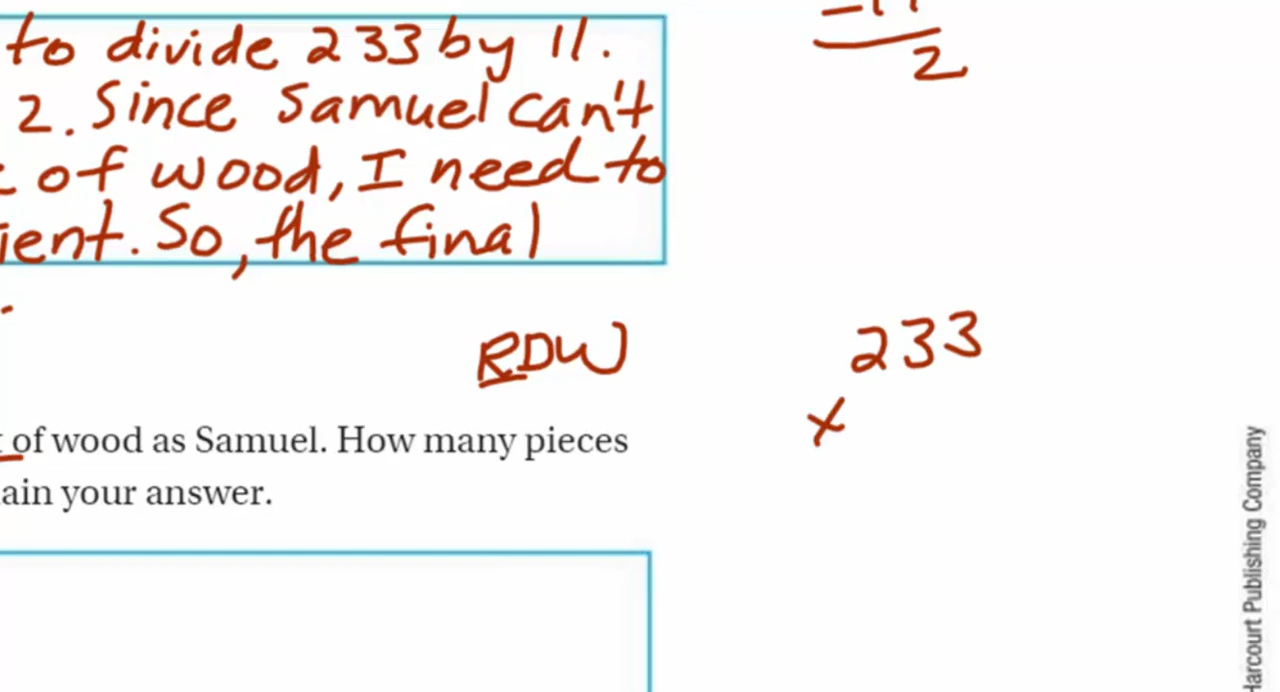 to divide 233 by 11.
2. Since Samuel can't
of wood, I need to
ient. So, the final
-11
2
RDW
233
x
of wood as Samuel. How many pieces
ain your answer.
Harcourt Publishing Company